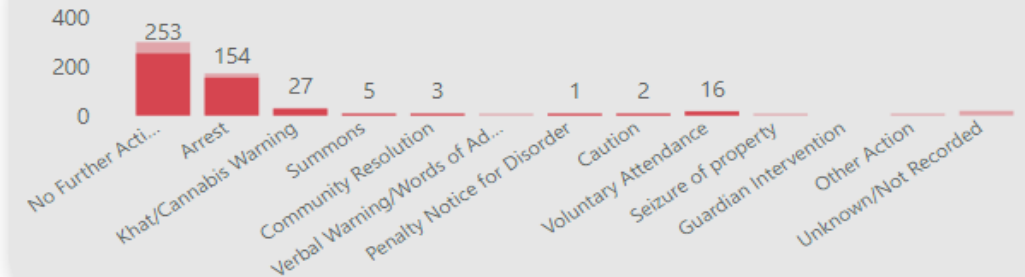 400
200
0
253
154
27
5
3
1
2
16
No Further Acti...
Arrest
Khat/Cannabis Warning
Summons
Community Resolution
Verbal Warning/Words of Ad...
Penalty Notice for Disorder
Caution
Voluntary Attendance
Seizure of property
Guardian Intervention
Other Action
Unknown/Not Recorded